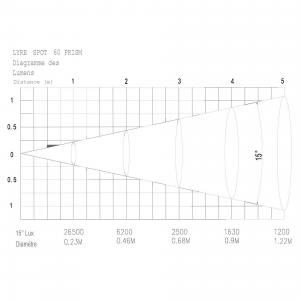 LYRE SPOT 60 PRISM
Diagramme des
Lumens
Distance (m) 1 2 3 4 5
1
0.5
0
0.5
1
15°
15° Lux 26500 6200 2500 1630 1200
Diamètre 0.23M 0.46M 0.68M 0.9M 1.22M